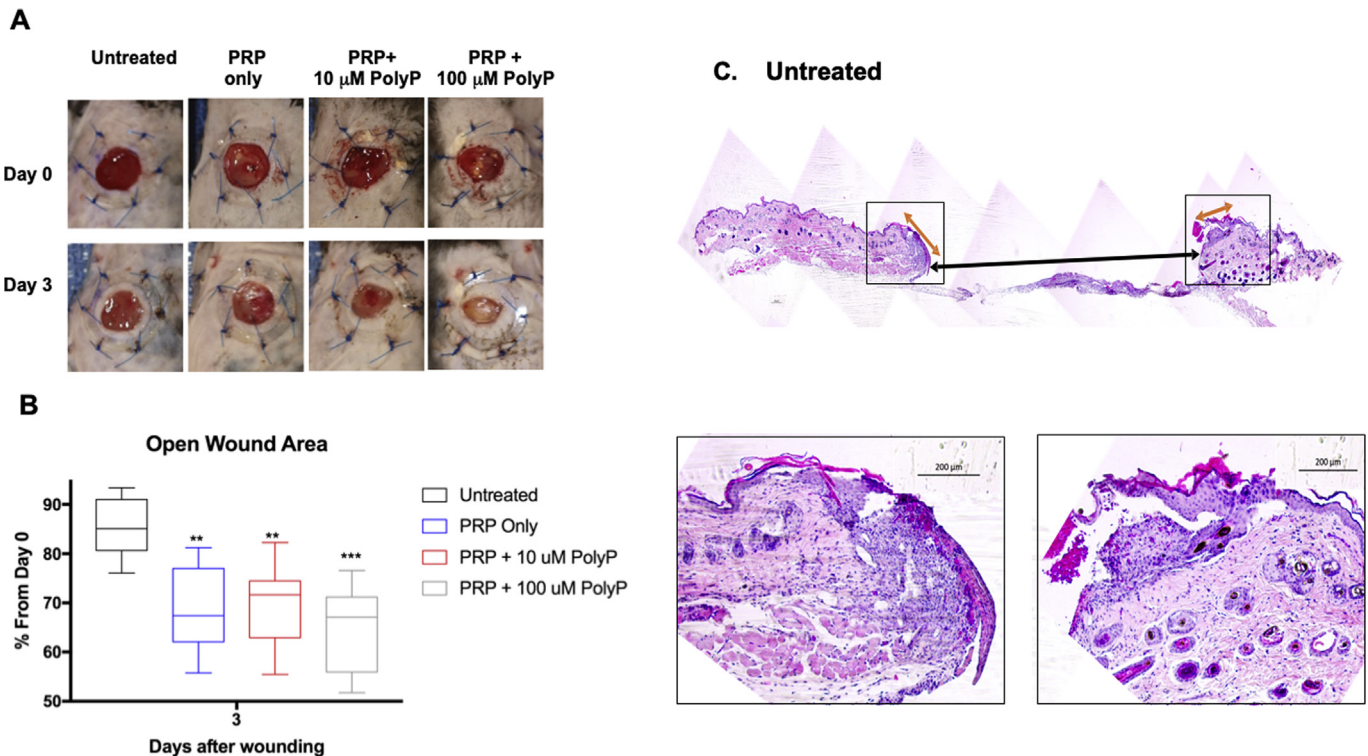 A
Untreated
PRP
only
PRP+
10 μM PolyP
PRP +
100 μM PolyP
Day 0
Day 3
B
Open Wound Area
90
80
70
60
50
% From Day 0
3
Days after wounding
Untreated
PRP Only
PRP + 10 uM PolyP
PRP + 100 uM PolyP
**
**
***
C. Untreated
200 μm
200 μm